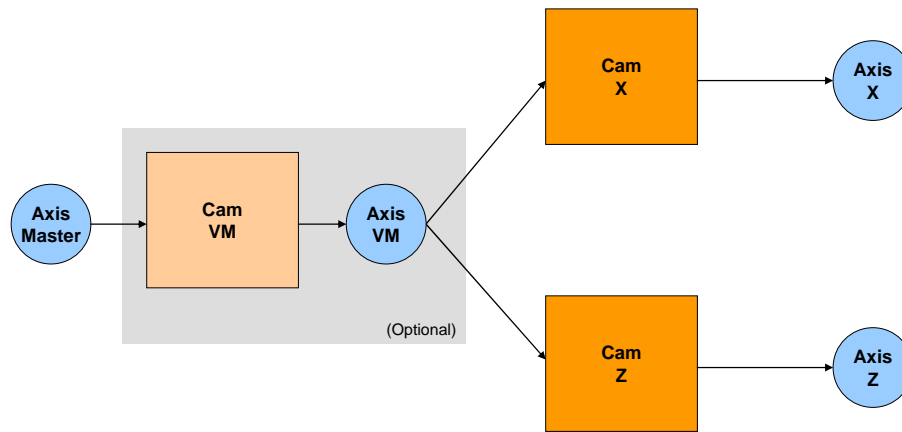 Axis
Master
Cam
VM
Axis
VM
(Optional)
Cam
X
Axis
X
Cam
Z
Axis
Z